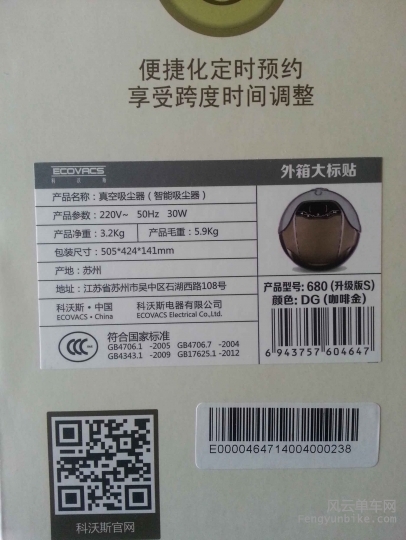 便捷化定时预约
享受跨度时间调整
ECOVACS
科沃斯
外箱大标贴
产品名称：真空吸尘器（智能吸尘器）
产品参数：220V~ 50Hz 30W
产品净重：3.2Kg 产品毛重：5.9Kg
包装尺寸：505*424*141mm
产地：苏州
地址：江苏省苏州市吴中区石湖西路108号
科沃斯·中国 科沃斯电器有限公司
ECOVACS·China ECOVACS Electrical Co.,Ltd.
符合国家标准
GB4706.1 -2005 GB4706.7 -2004
GB4343.1 -2009 GB17625.1 -2012
产品型号：680（升级版S）
颜色：DG（咖啡金）
6943757604647
E0000464714004000238
科沃斯官网
风云单车网
Fengyunbike.com